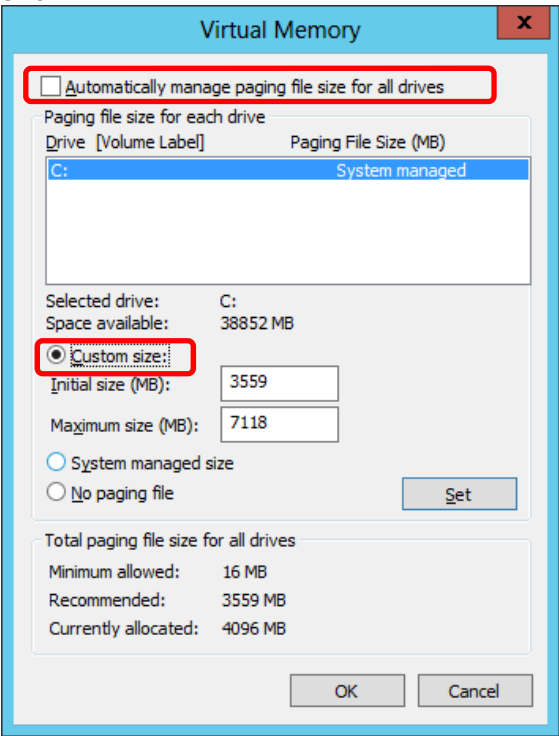 Virtual Memory
x
Automatically manage paging file size for all drives
Paging file size for each drive
Drive [Volume Label] Paging File Size (MB)
C: System managed
Selected drive: C:
Space available: 38852 MB
Custom size:
Initial size (MB): 3559
Maximum size (MB): 7118
System managed size
No paging file Set
Total paging file size for all drives
Minimum allowed: 16 MB
Recommended: 3559 MB
Currently allocated: 4096 MB
OK Cancel